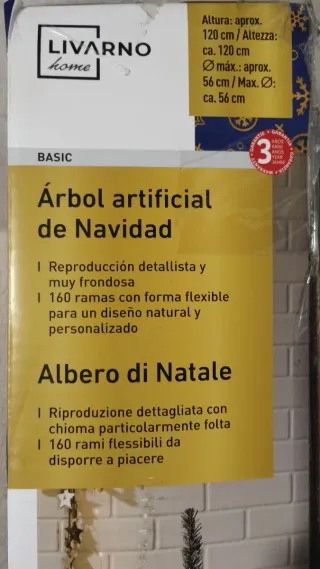 LIVARNO
home
Altura: aprox.
120 cm / Altezza:
ca. 120 cm
Ø máx.: aprox.
56 cm / Max. Ø:
ca. 56 cm
BASIC
3
Árbol artificial
de Navidad
I Reproducción detallista y
muy frondosa
I 160 ramas con forma flexible
para un diseño natural y
personalizado
Albero di Natale
I Riproduzione dettagliata con
chioma particolarmente folta
I 160 rami flessibili da
disporre a piacere